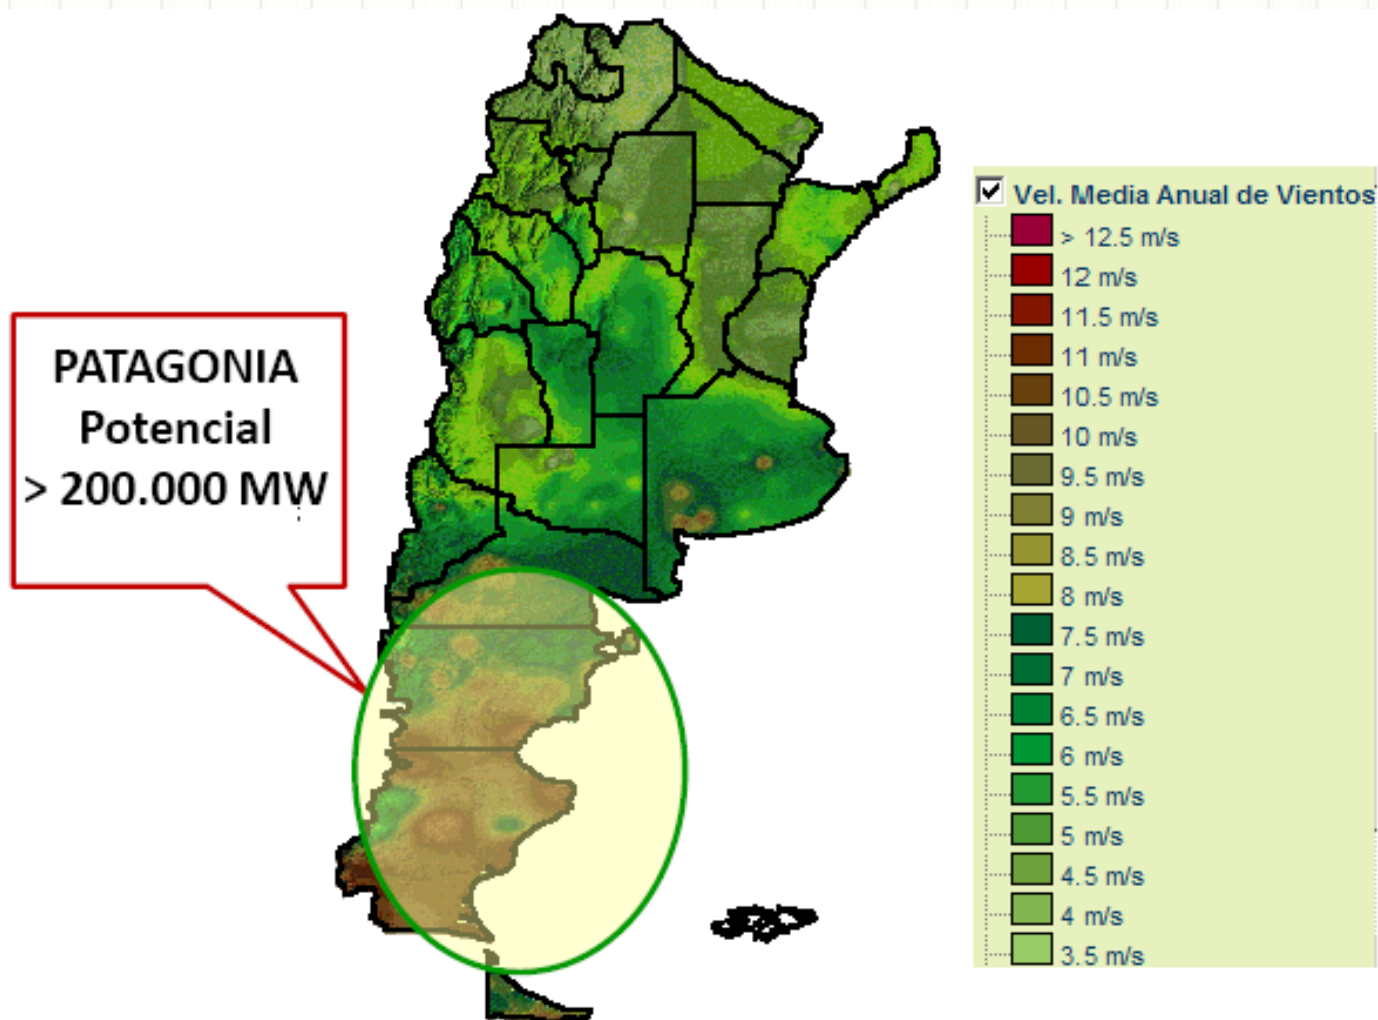 PATAGONIA
Potencial
> 200.000 MW
Vel. Media Anual de Vientos
> 12.5 m/s
12 m/s
11.5 m/s
11 m/s
10.5 m/s
10 m/s
9.5 m/s
9 m/s
8.5 m/s
8 m/s
7.5 m/s
7 m/s
6.5 m/s
6 m/s
5.5 m/s
5 m/s
4.5 m/s
4 m/s
3.5 m/s